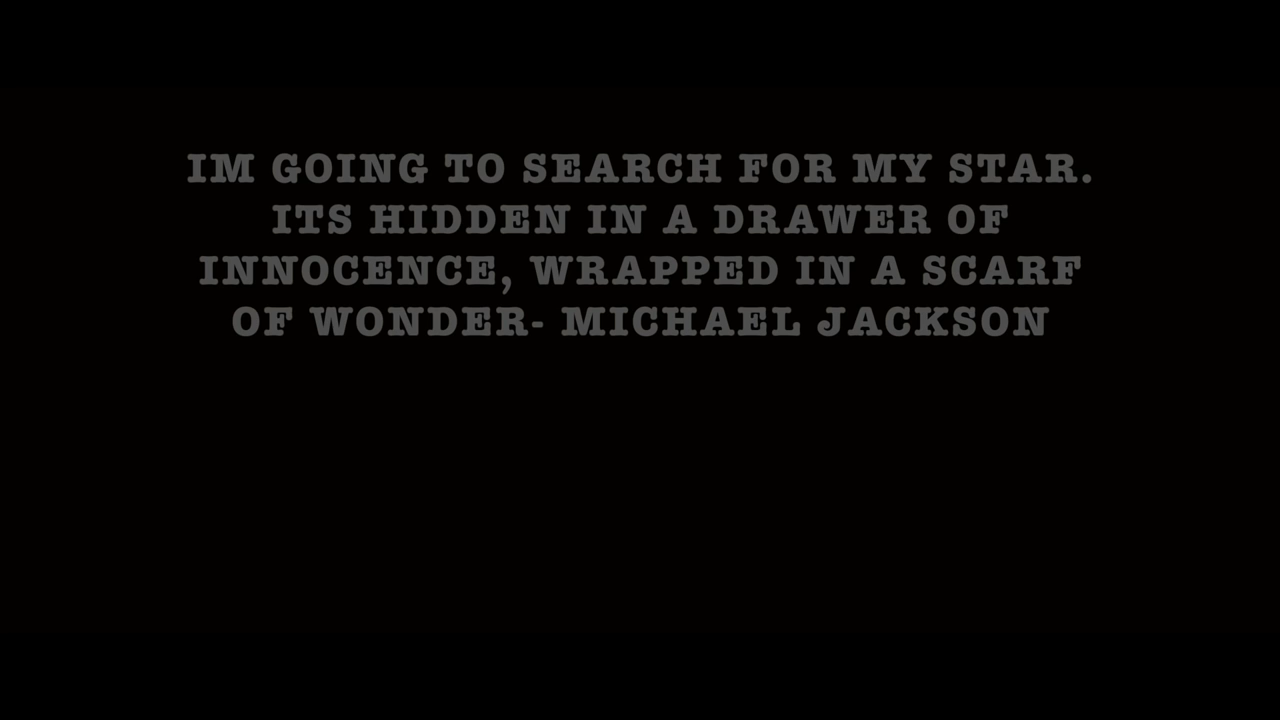 IM GOING TO SEARCH FOR MY STAR.
ITS HIDDEN IN A DRAWER OF
INNOCENCE, WRAPPED IN A SCARF
OF WONDER- MICHAEL JACKSON